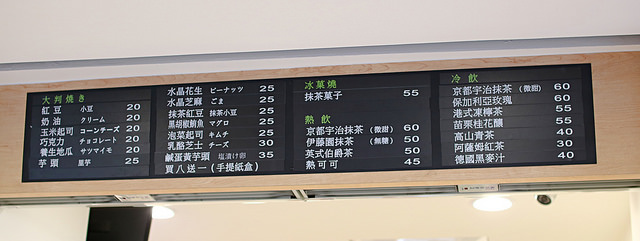 大判燒き
紅豆 小豆 20
奶油 クリーム 20
玉米起司 コーンチーズ 20
巧克力 チョコレート 20
養生地瓜 サツマイモ 20
芋頭 里芋 25
水晶花生 ピーナッツ 25
水晶芝麻 ごま 25
抹茶紅豆 抹茶小豆 25
黑胡椒鮪魚 マグロ 25
泡菜起司 キムチ 25
乳酪芝士 チーズ 30
鹹蛋黃芋頭 塩漬け卵 35
買八送一(手提紙盒)
冰菓燒
抹茶菓子 55
熱飲
京都宇治抹茶 (微甜) 60
伊藤園抹茶 (無糖) 50
英式伯爵茶 50
熱可可 45
冷飲
京都宇治抹茶 (微甜) 60
保加利亞玫瑰 60
港式凍檸茶 55
苗栗桂花釀 55
高山青茶 40
阿薩姆紅茶 30
德國黑麥汁 40